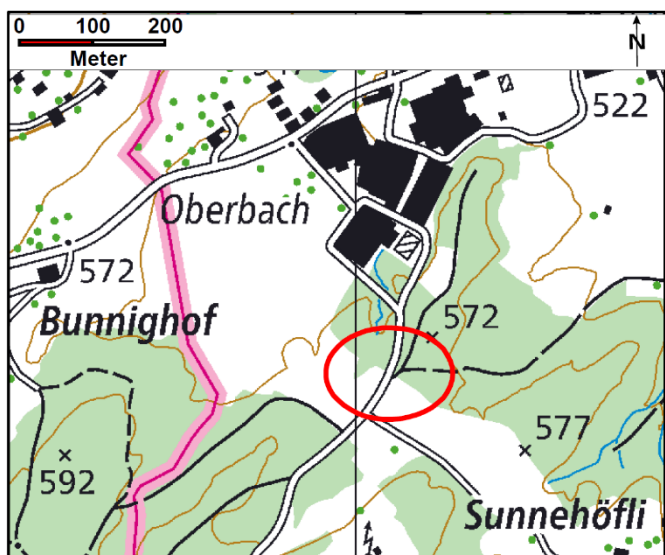 0 100 200
Meter
N
522
Oberbach
572
Bunnighof
572
577
592
Sunnehöfli